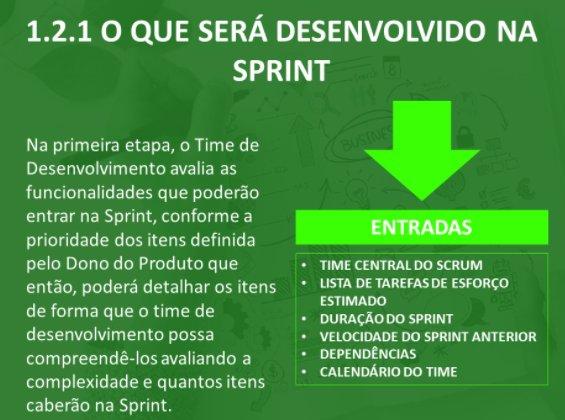 1.2.1 O QUE SERÁ DESENVOLVIDO NA
SPRINT
Na primeira etapa, o Time de
Desenvolvimento avalia as
funcionalidades que poderão
entrar na Sprint, conforme a
prioridade dos itens definida
pelo Dono do Produto que
então, poderá detalhar os itens
de forma que o time de
desenvolvimento possa
compreendê-los avaliando a
complexidade e quantos itens
caberão na Sprint.
ENTRADAS
• TIME CENTRAL DO SCRUM
• LISTA DE TAREFAS DE ESFORÇO
ESTIMADO
• DURAÇÃO DO SPRINT
• VELOCIDADE DO SPRINT ANTERIOR
• DEPENDÊNCIAS
• CALENDÁRIO DO TIME